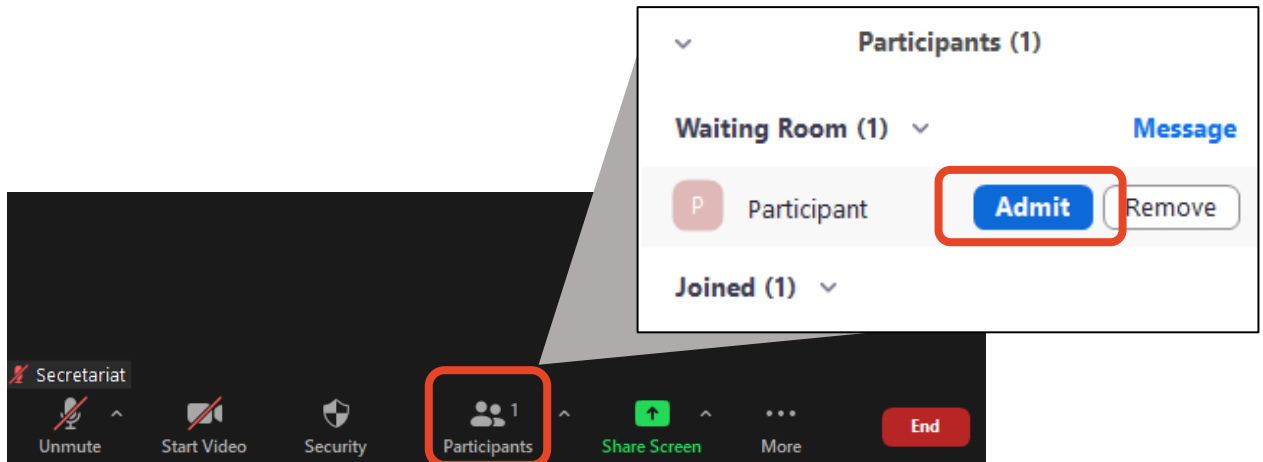 Participants (1)
Waiting Room (1)
Message
P
Participant
Admit
Remove
Joined (1)
Secretariat
1
Unmute
Start Video
Security
Participants
Share Screen
More
End